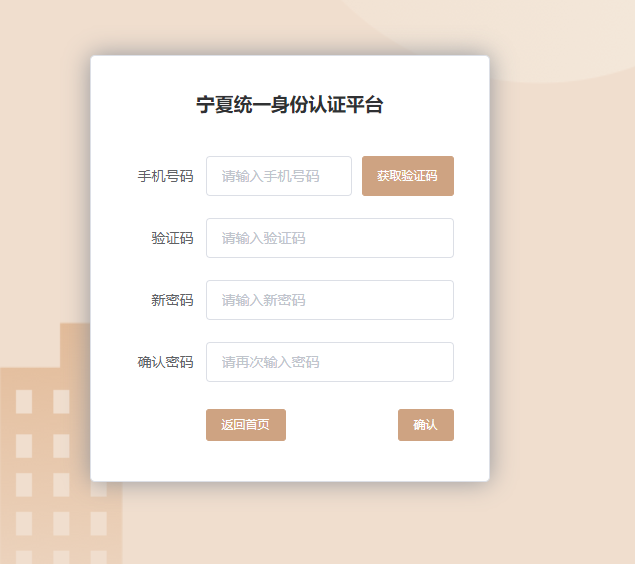 宁夏统一身份认证平台
手机号码 请输入手机号码 获取验证码
验证码 请输入验证码
新密码 请输入新密码
确认密码 请再次输入密码
返回首页 确认